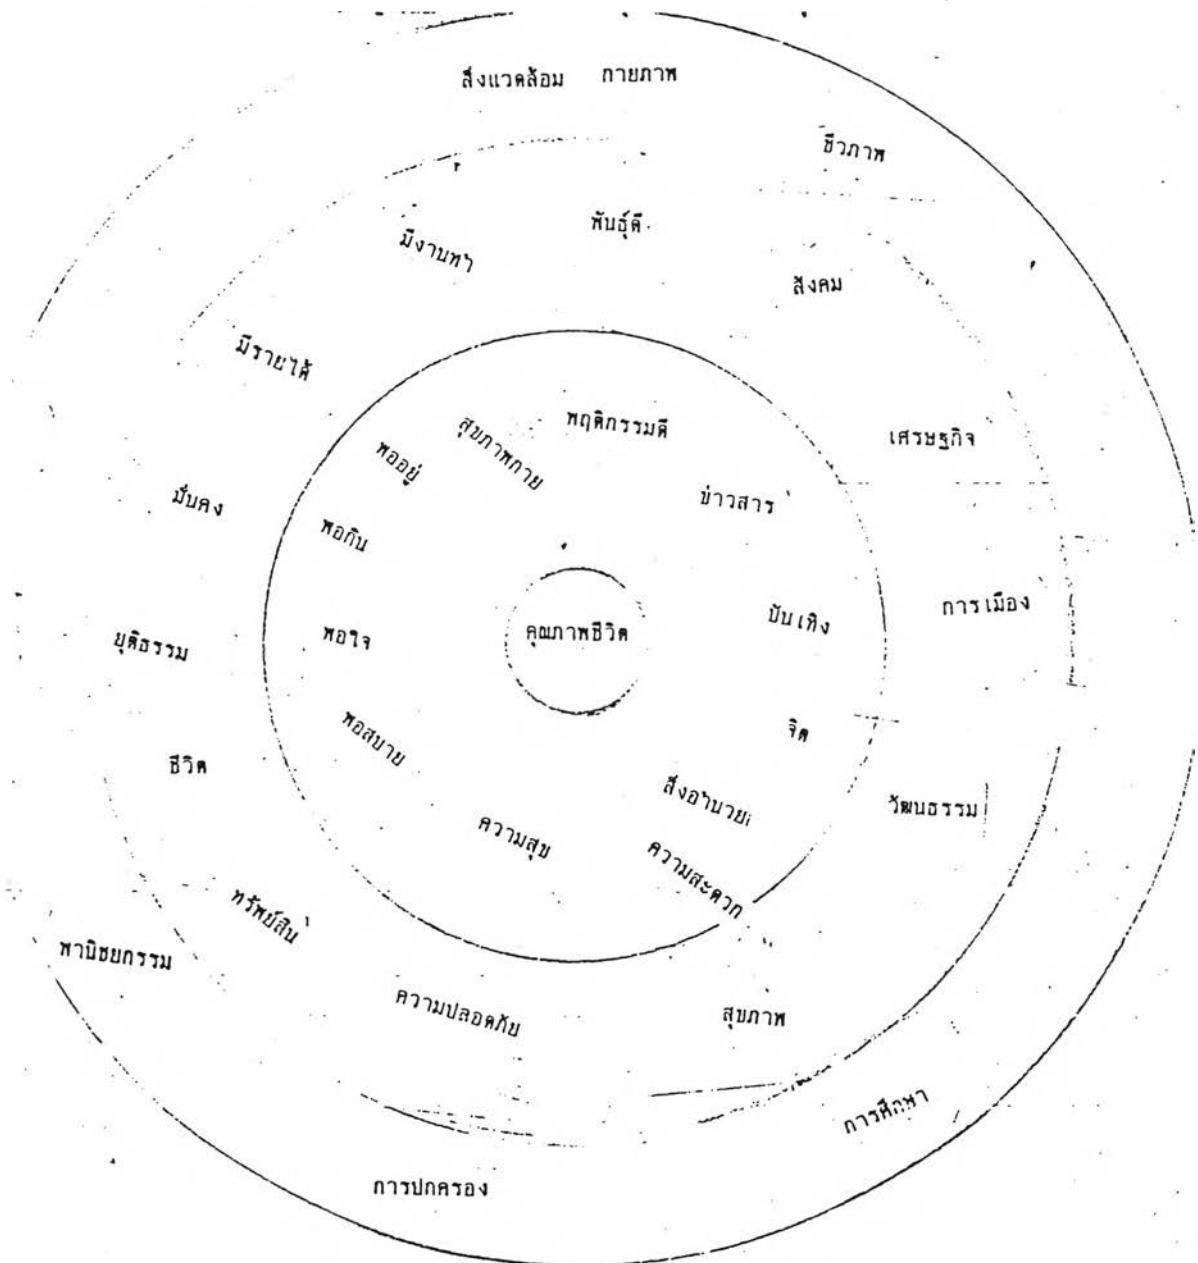 สิ่งแวดล้อม กายภาพ
ชีวภาพ
พันธุ์ดี
มีงานทำ
สังคม
มีรายได้
พฤติกรรมดี
สุขภาพกาย
เศรษฐกิจ
พออยู่
ข่าวสาร
มั่นคง
พอกิน
การเมือง
บันเทิง
คุณภาพชีวิต
พอใจ
ยุติธรรม
จิต
พอสบาย
ชีวิต
สิ่งอำนวย
วัฒนธรรม
ความสุข
ความสะดวก
ทรัพย์สิน
พานิชยกรรม
ความปลอดภัย
สุขภาพ
การศึกษา
การปกครอง